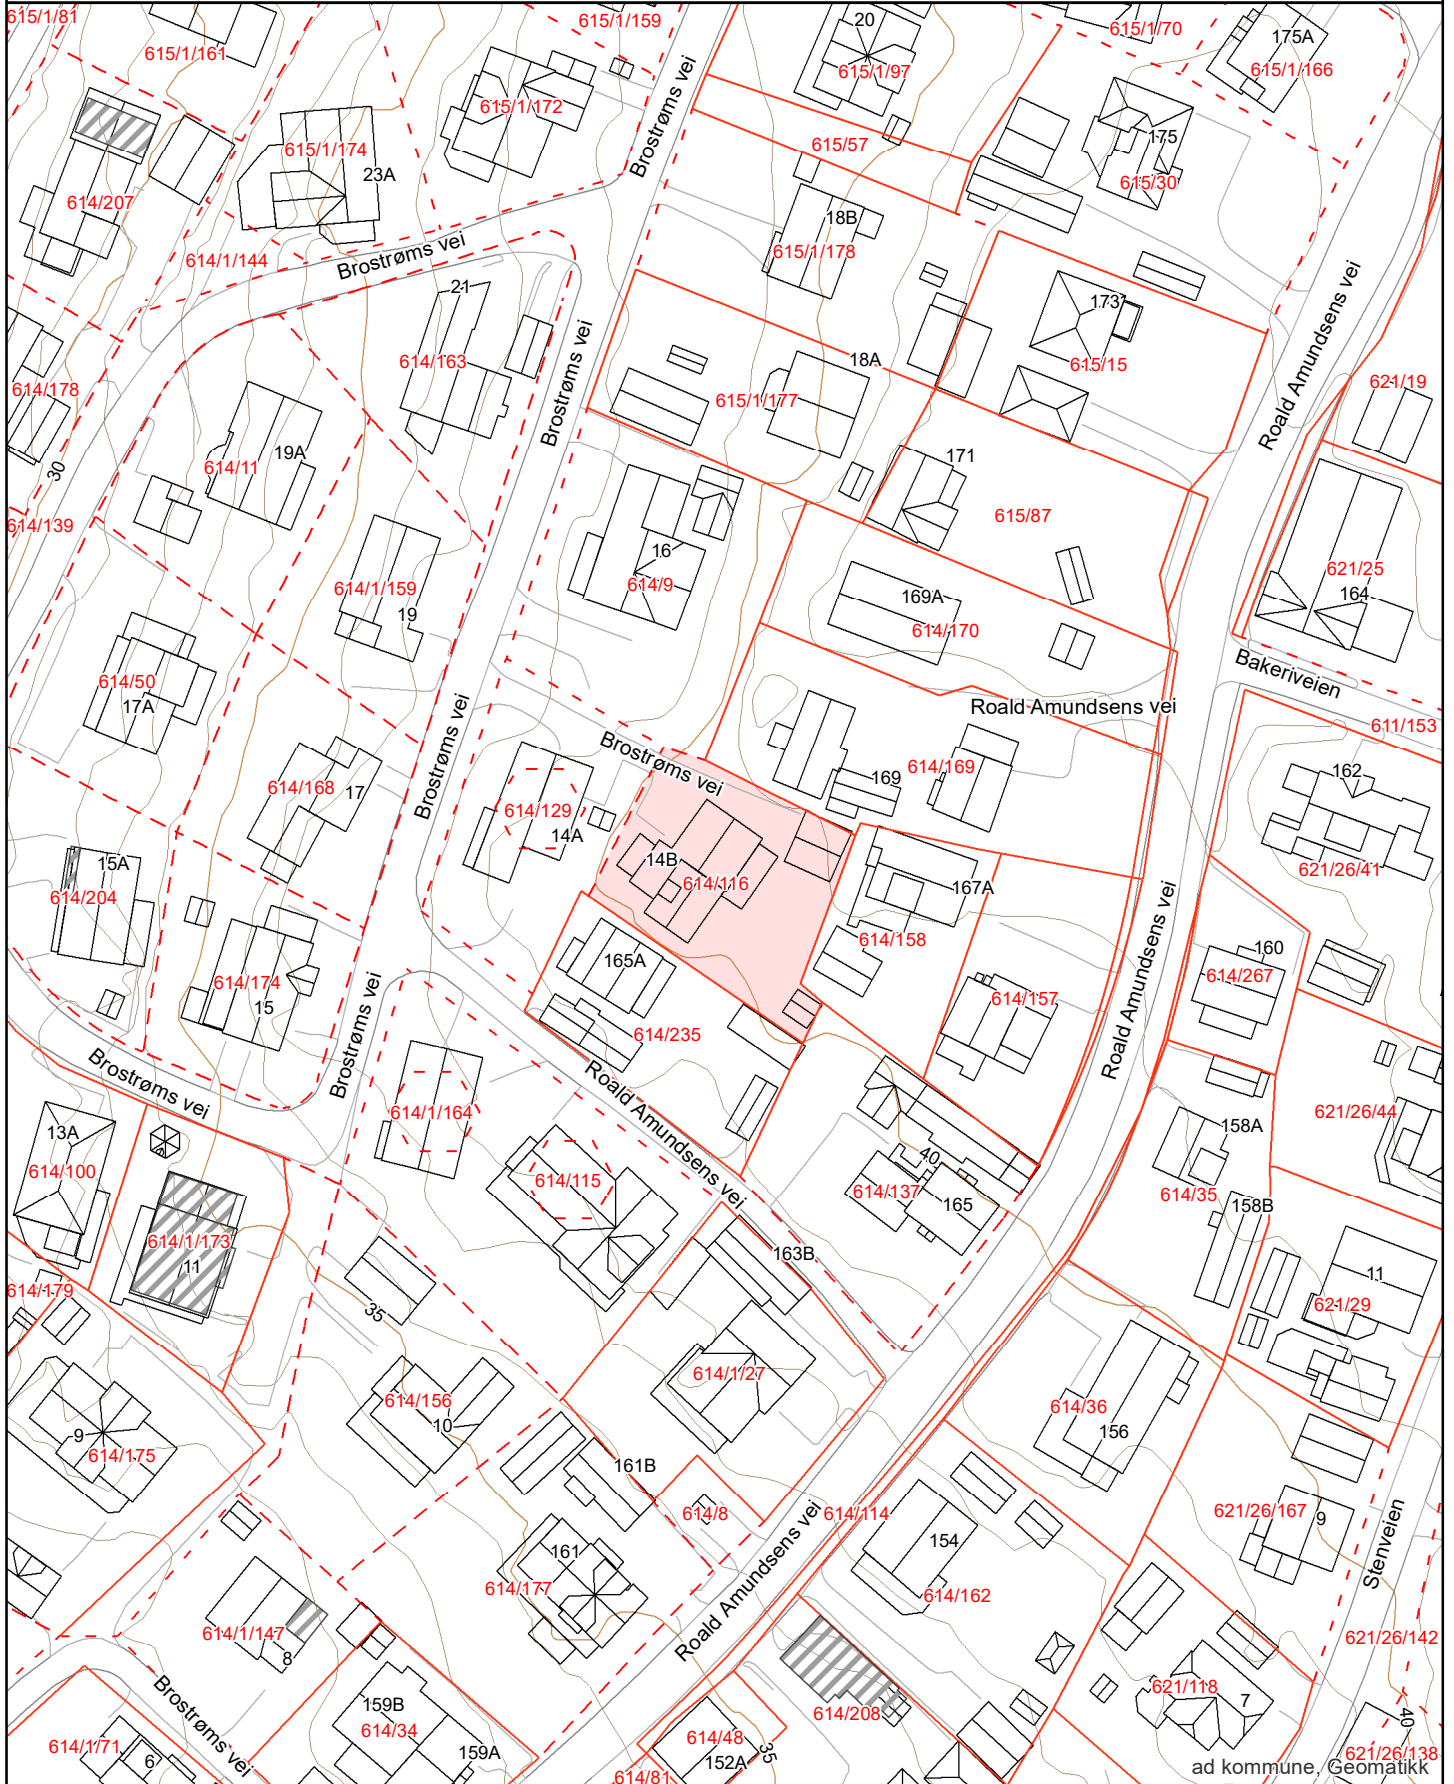 615/1/81
615/1/161
615/1/159
20
615/1/97
615/1/70
175A
615/1/166
615/1/172
Brostrøms vei
615/57
175
615/30
615/1/174
23A
614/207
18B
615/1/178
614/1/144
Brostrøms vei
21
614/163
173
615/15
Roald Amundsens vei
18A
615/1/177
621/19
614/178
Brostrøms vei
614/11
19A
30
171
615/87
614/139
16
614/9
621/25
164
614/1/159
19
169A
614/170
Bakeriveien
614/50
17A
Roald Amundsens vei
611/153
Brostrøms vei
Brostrøms vei
614/168
17
614/129
14A
169
614/169
162
621/26/41
15A
614/204
14B
614/116
167A
614/158
Roald Amundsens vei
160
614/267
165A
614/174
15
614/157
614/235
Brostrøms vei
Brostrøms vei
Roald Amundsens vei
614/1/164
621/26/44
158A
13A
614/100
614/115
40
614/137
165
614/35
158B
614/1/173
11
163B
11
621/29
614/179
35
614/1/27
614/156
10
614/36
156
9
614/175
161B
614/8
614/114
621/26/167
9
Roald Amundsens vei
154
614/162
Stenveien
161
614/177
614/1/147
8
621/26/142
Brostrøms vei
159B
614/34
159A
614/208
621/118
7
614/1/71
6
614/48
152A
35
614/81
40
621/26/138
ad kommune, Geomatikk